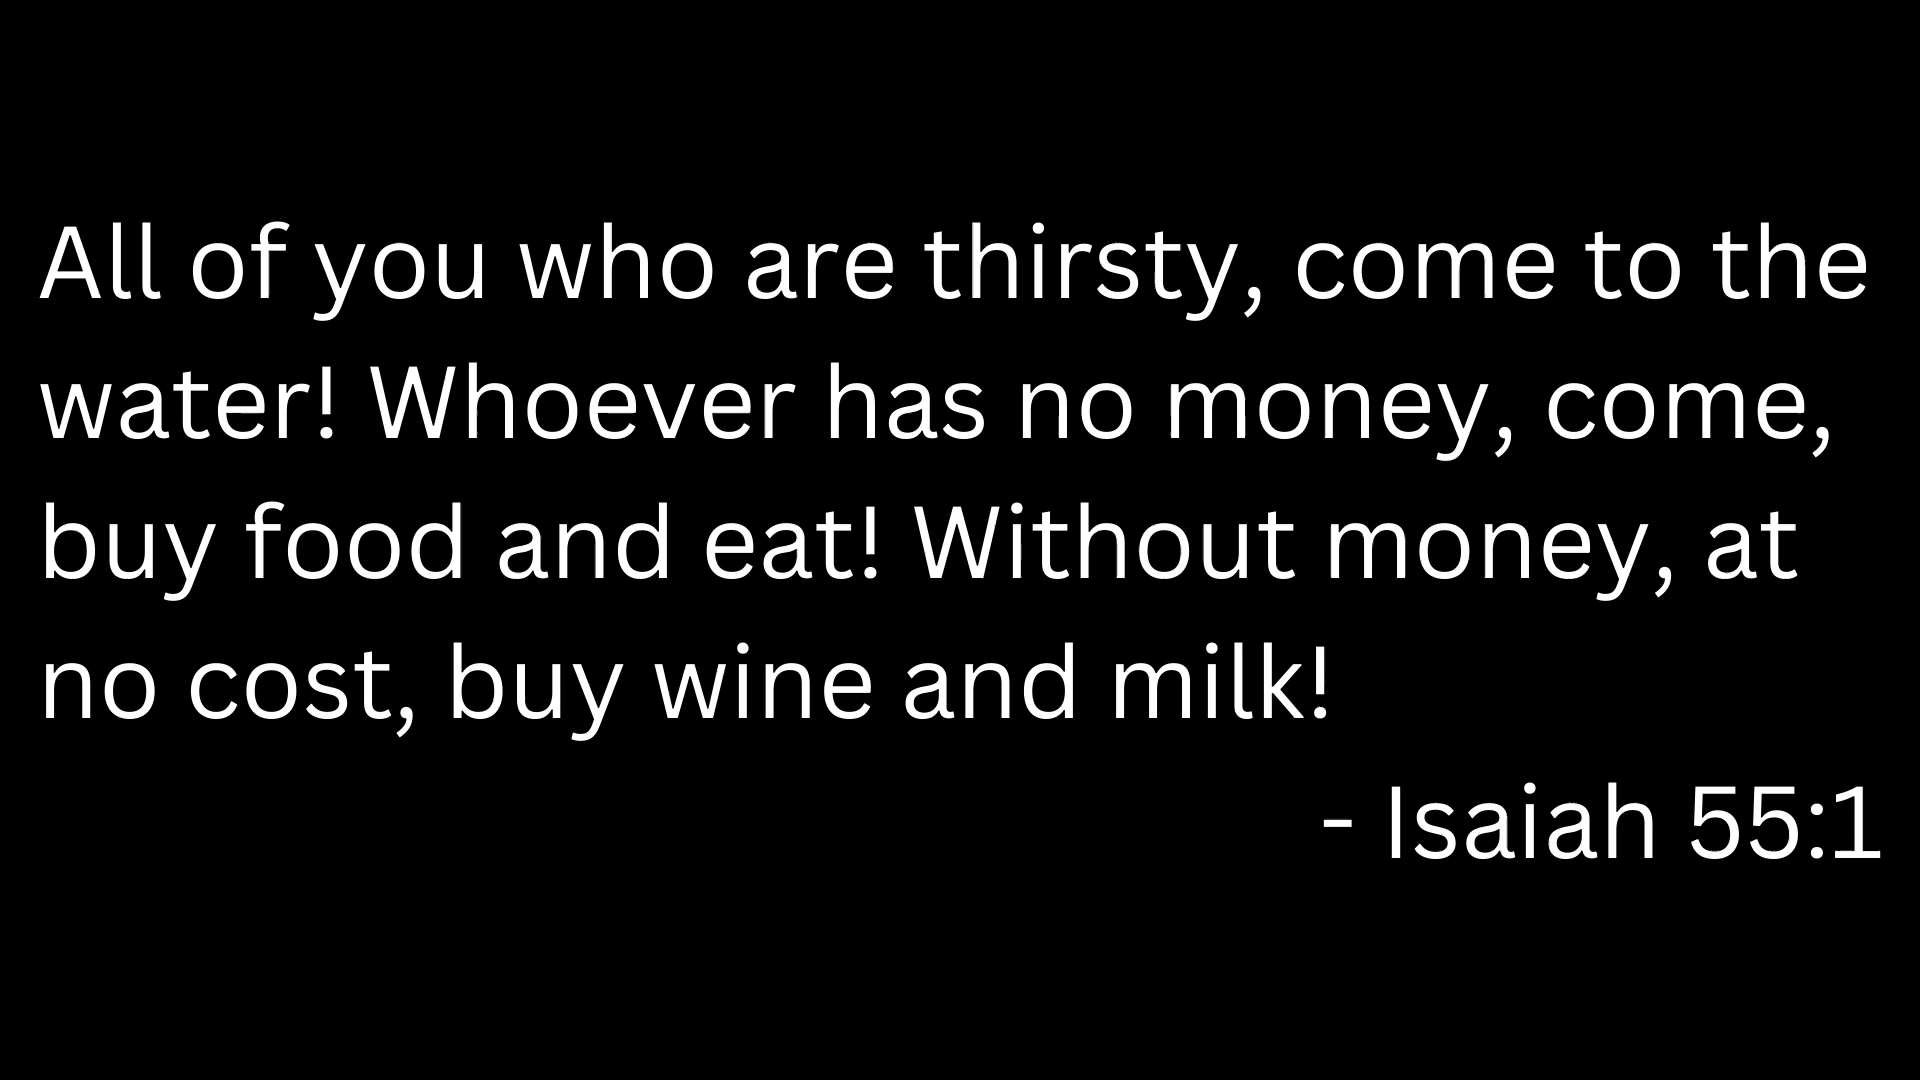 All of you who are thirsty, come to the
water! Whoever has no money, come,
buy food and eat! Without money, at
no cost, buy wine and milk!
- Isaiah 55:1